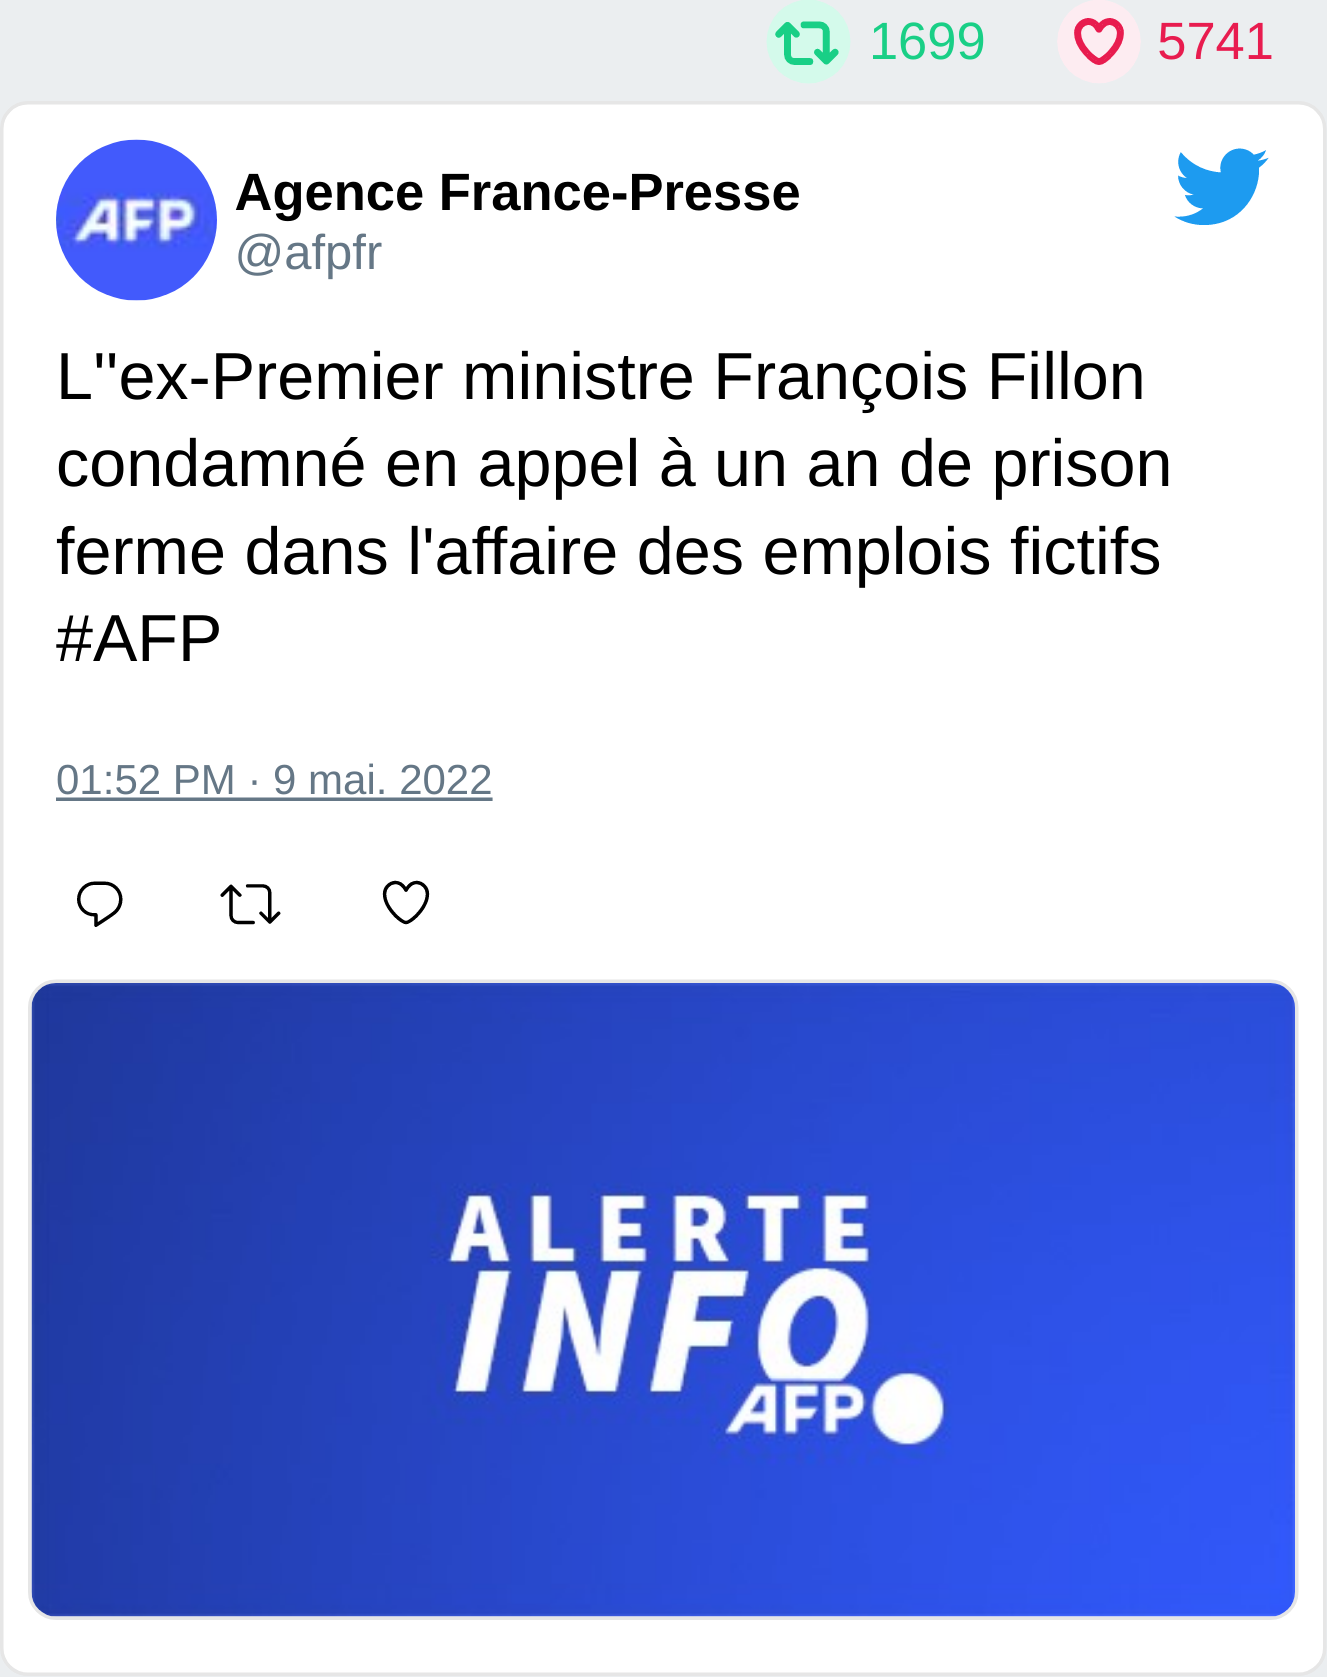 1699 5741
AFP
Agence France-Presse
@afpfr
L"ex-Premier ministre François Fillon
condamné en appel à un an de prison
ferme dans l'affaire des emplois fictifs
#AFP
01:52 PM · 9 mai. 2022
ALERTE
INFO
AFP